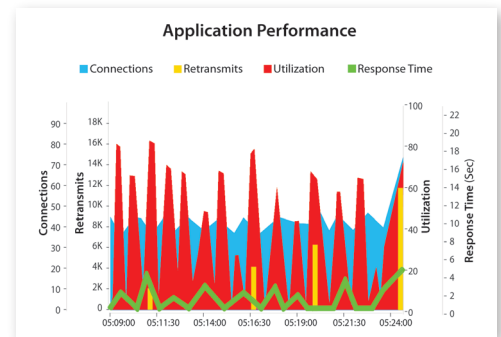 Application Performance
Connections Retransmits Utilization Response Time
Connections
90
80
70
60
50
40
30
20
10
0
Retransmits
18K
16K
14K
12K
10K
8K
6K
4K
2K
0
Utilization
100
80
60
40
20
0
Response Time (Sec)
22
20
18
16
14
12
10
8
6
4
2
0
05:09:00 05:11:30 05:14:00 05:16:30 05:19:00 05:21:30 05:24:00